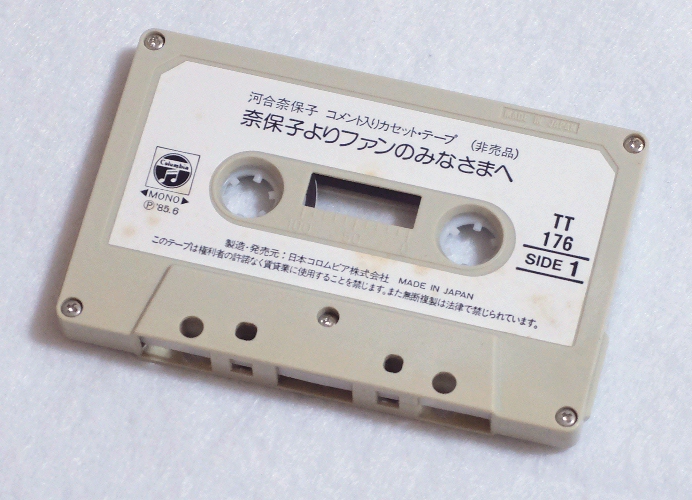 河合奈保子 コメント入りカセット・テープ (非売品)
奈保子よりファンのみなさまへ
Columbia
◀MONO▶
Ⓟ'85.6
TT
176
SIDE 1
製造・発売元;日本コロムビア株式会社 MADE IN JAPAN
このテープは権利者の許諾なく賃貸業に使用することを禁じます。また無断複製は法律で禁じられています。